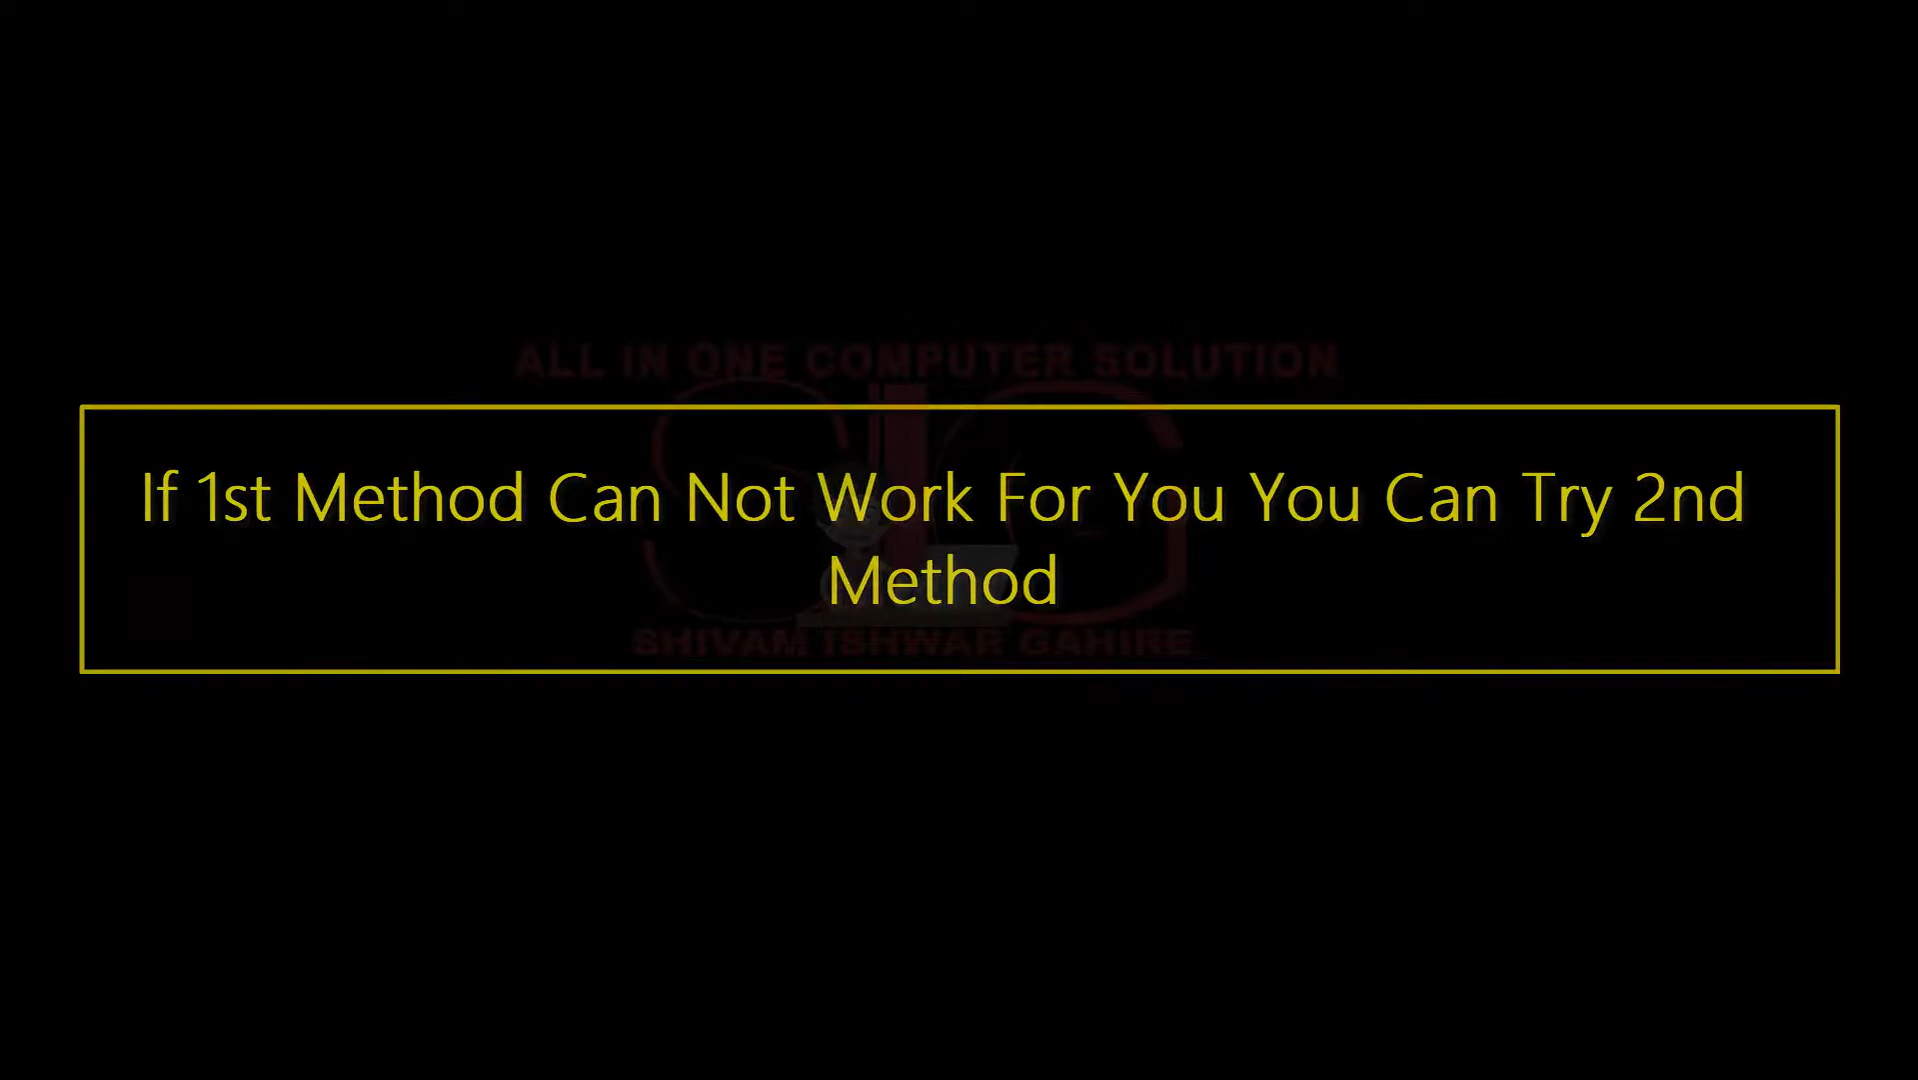 ALL IN ONE COMPUTER SOLUTION
If 1st Method Can Not Work For You You Can Try 2nd
Method
SHIVAM ISHWAR GAHIRE